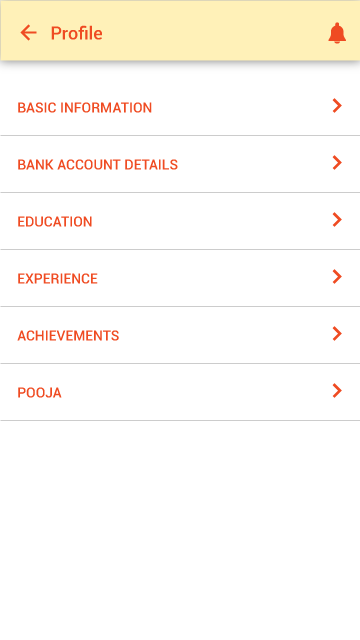 Profile
BASIC INFORMATION
BANK ACCOUNT DETAILS
EDUCATION
EXPERIENCE
ACHIEVEMENTS
POOJA